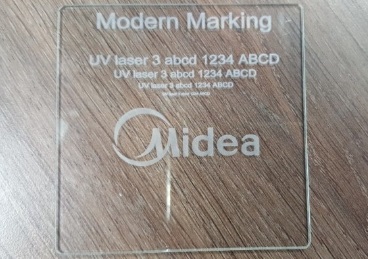 Modern Marking
UV laser 3 abcd 1234 ABCD
UV laser 3 abcd 1234 ABCD
UV laser 3 abcd 1234 ABCD
Midea